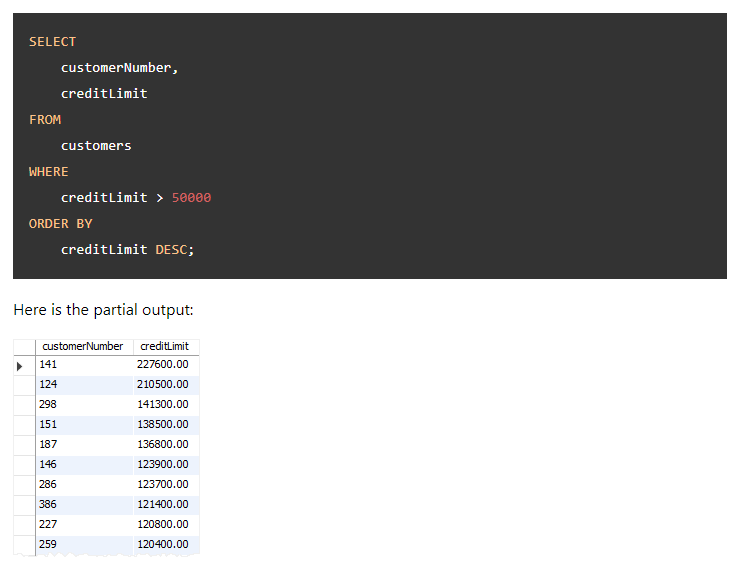 SELECT
customerNumber,
creditLimit
FROM
customers
WHERE
creditLimit > 50000
ORDER BY
creditLimit DESC;
Here is the partial output:
customerNumber creditLimit
141 227600.00
124 210500.00
298 141300.00
151 138500.00
187 136800.00
146 123900.00
286 123700.00
386 121400.00
227 120800.00
259 120400.00